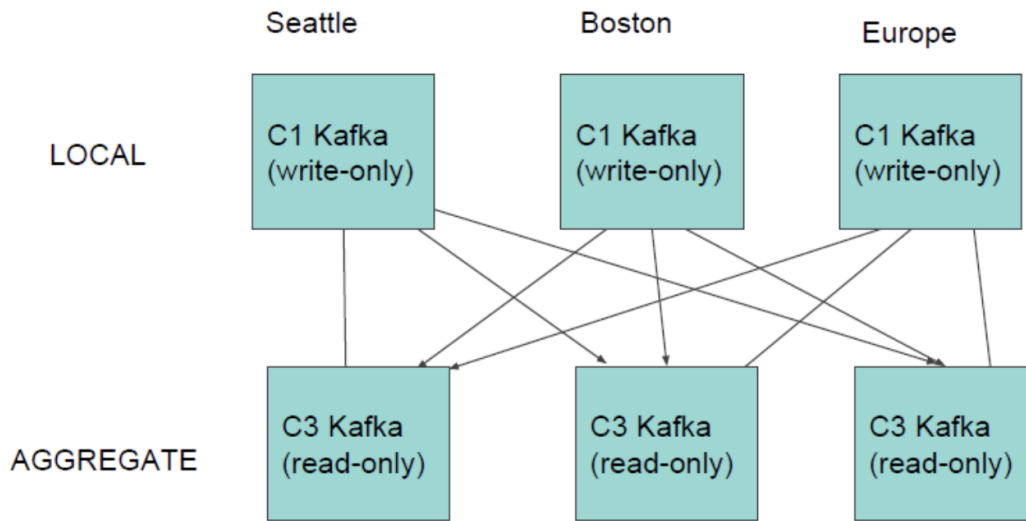 Seattle
Boston
Europe
LOCAL
C1 Kafka
(write-only)
C1 Kafka
(write-only)
C1 Kafka
(write-only)
AGGREGATE
C3 Kafka
(read-only)
C3 Kafka
(read-only)
C3 Kafka
(read-only)